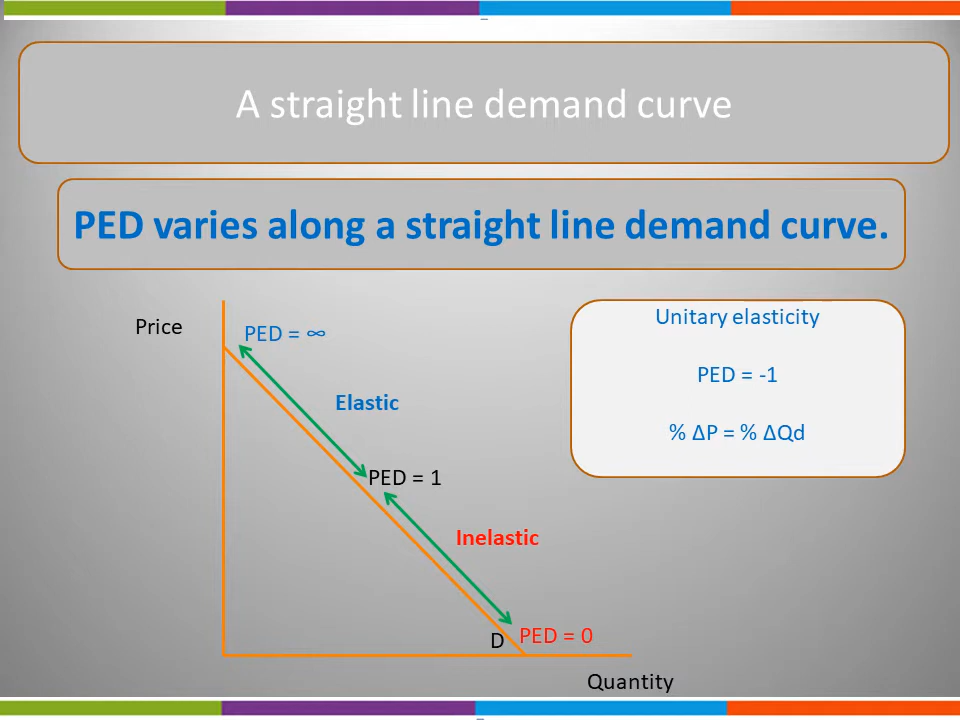 A straight line demand curve
PED varies along a straight line demand curve.
Price
PED = ∞
Unitary elasticity
PED = -1
% ΔP = % ΔQd
Elastic
PED = 1
Inelastic
D
PED = 0
Quantity